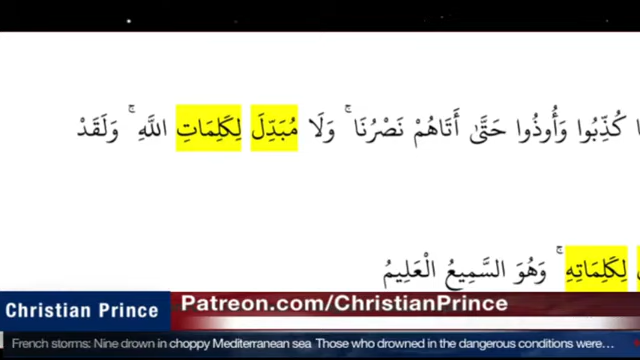 كُذِّبُوا وَأُوذُوا حَتَّىٰ أَتَاهُمْ نَصْرُنَا ۚ وَلَا مُبَدِّلَ لِكَلِمَاتِ اللَّهِ ۚ وَلَقَدْ
لِكَلِمَاتِهِ ۚ وَهُوَ السَّمِيعُ الْعَلِيمُ
Patreon.com/ChristianPrince
Christian Prince
French storms: Nine drown in choppy Mediterranean sea Those who drowned in the dangerous conditions were...